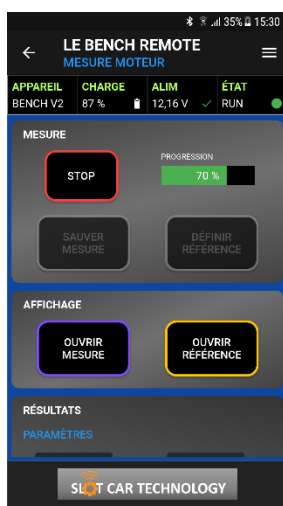 35% 15:30
LE BENCH REMOTE
MESURE MOTEUR
APPAREIL CHARGE ALIM ÉTAT
BENCH V2 87 % 12,16 V RUN
MESURE
STOP
PROGRESSION
70 %
SAUVER
MESURE
DÉFINIR
RÉFÉRENCE
AFFICHAGE
OUVRIR
MESURE
OUVRIR
RÉFÉRENCE
RÉSULTATS
PARAMÈTRES
SLOT CAR TECHNOLOGY